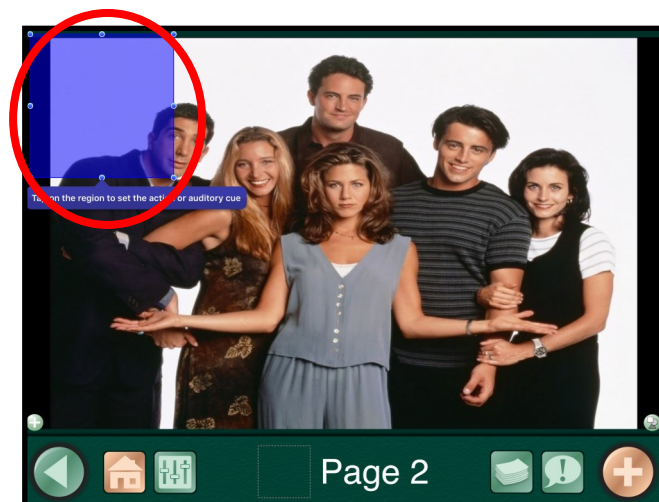 Tap on the region to set the action or auditory cue
Page 2